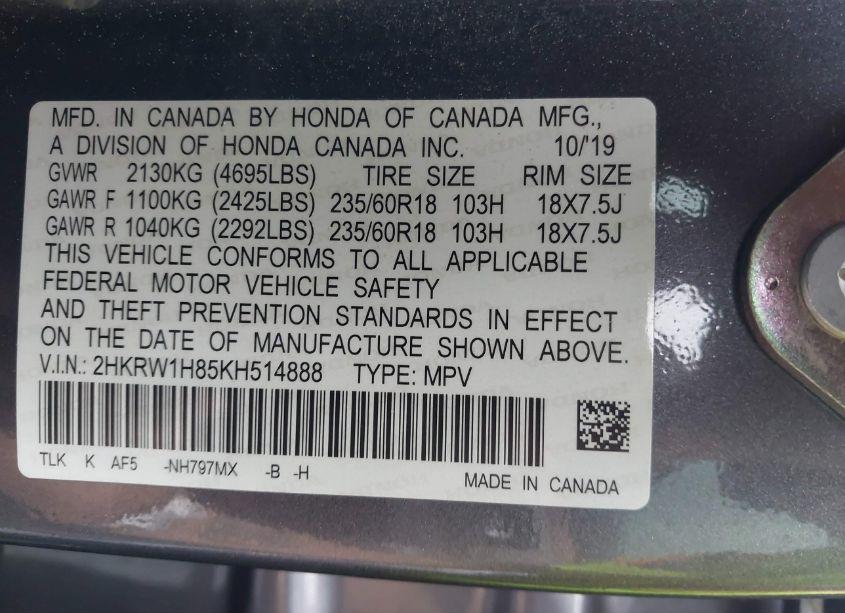 MFD. IN CANADA BY HONDA OF CANADA MFG.,
A DIVISION OF HONDA CANADA INC. 10/'19
GVWR 2130KG (4695LBS) TIRE SIZE RIM SIZE
GAWR F 1100KG (2425LBS) 235/60R18 103H 18X7.5J
GAWR R 1040KG (2292LBS) 235/60R18 103H 18X7.5J
THIS VEHICLE CONFORMS TO ALL APPLICABLE
FEDERAL MOTOR VEHICLE SAFETY
AND THEFT PREVENTION STANDARDS IN EFFECT
ON THE DATE OF MANUFACTURE SHOWN ABOVE.
V.I.N.: 2HKRW1H85KH514888 TYPE: MPV
TLK K AF5 -NH797MX -B -H
MADE IN CANADA